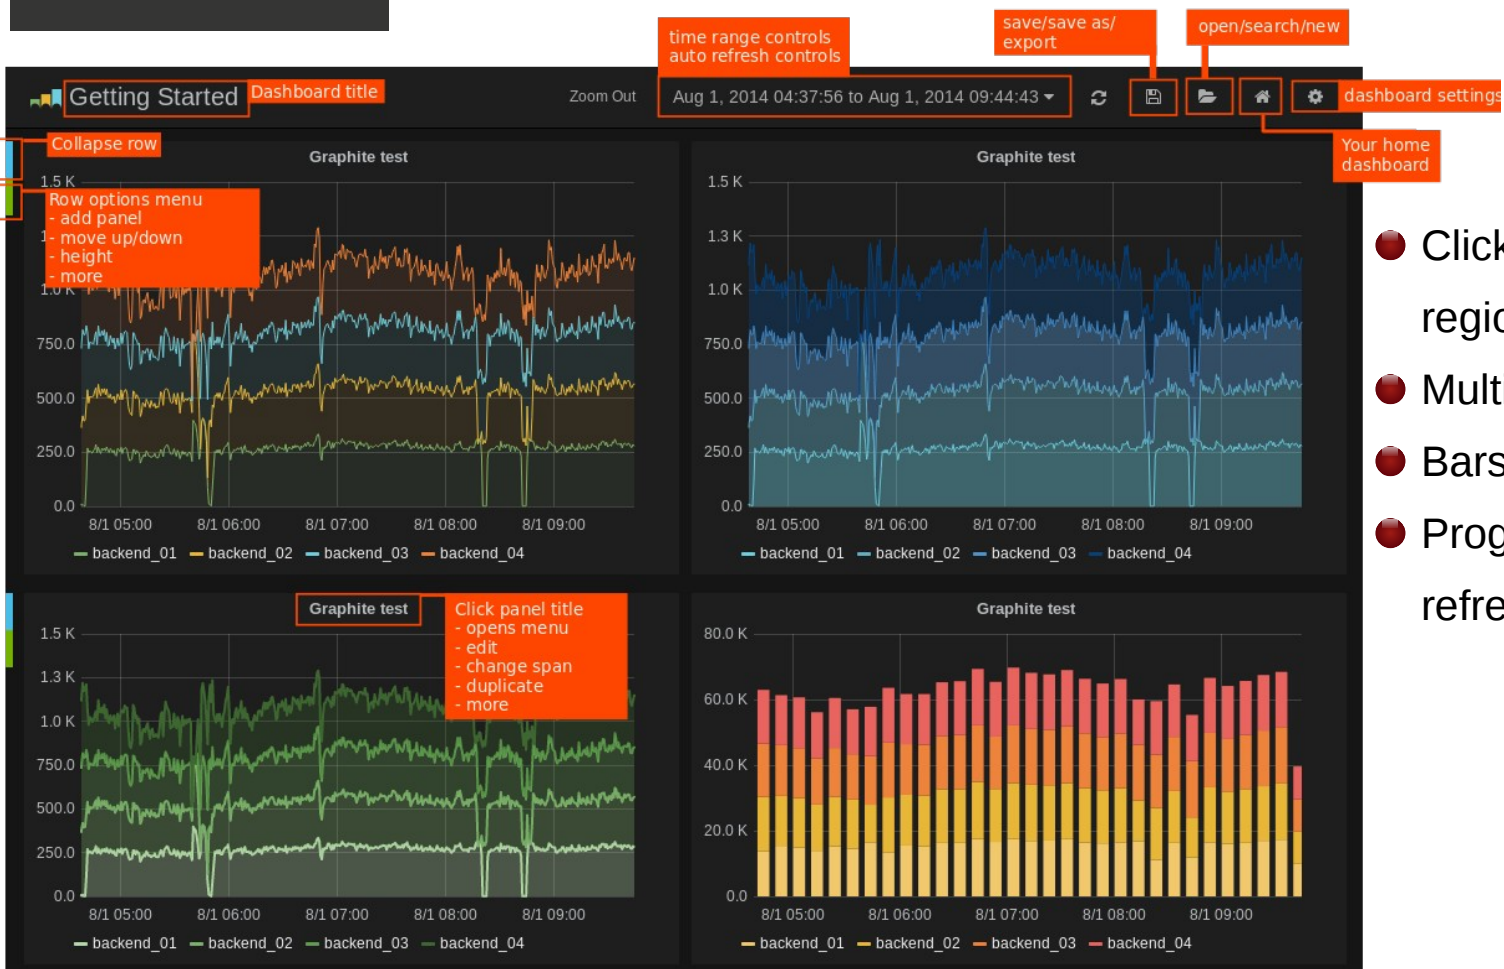 save/save as/
export
open/search/new
time range controls
auto refresh controls
Getting Started
Dashboard title
Zoom Out
Aug 1, 2014 04:37:56 to Aug 1, 2014 09:44:43
dashboard settings
Your home
dashboard
Collapse row
Row options menu
- add panel
- move up/down
- height
- more
Graphite test
1.5 K
1.0 K
750.0
500.0
250.0
0.0
8/1 05:00 8/1 06:00 8/1 07:00 8/1 08:00 8/1 09:00
backend_01 backend_02 backend_03 backend_04
Graphite test
1.5 K
1.3 K
1.0 K
750.0
500.0
250.0
0.0
8/1 05:00 8/1 06:00 8/1 07:00 8/1 08:00 8/1 09:00
backend_01 backend_02 backend_03 backend_04
Graphite test
Click panel title
- opens menu
- edit
- change span
- duplicate
- more
1.5 K
1.3 K
1.0 K
750.0
500.0
250.0
0.0
8/1 05:00 8/1 06:00 8/1 07:00 8/1 08:00 8/1 09:00
backend_01 backend_02 backend_03 backend_04
Graphite test
80.0 K
60.0 K
40.0 K
20.0 K
0.0
8/1 05:00 8/1 06:00 8/1 07:00 8/1 08:00 8/1 09:00
backend_01 backend_02 backend_03 backend_04
Click
Bars